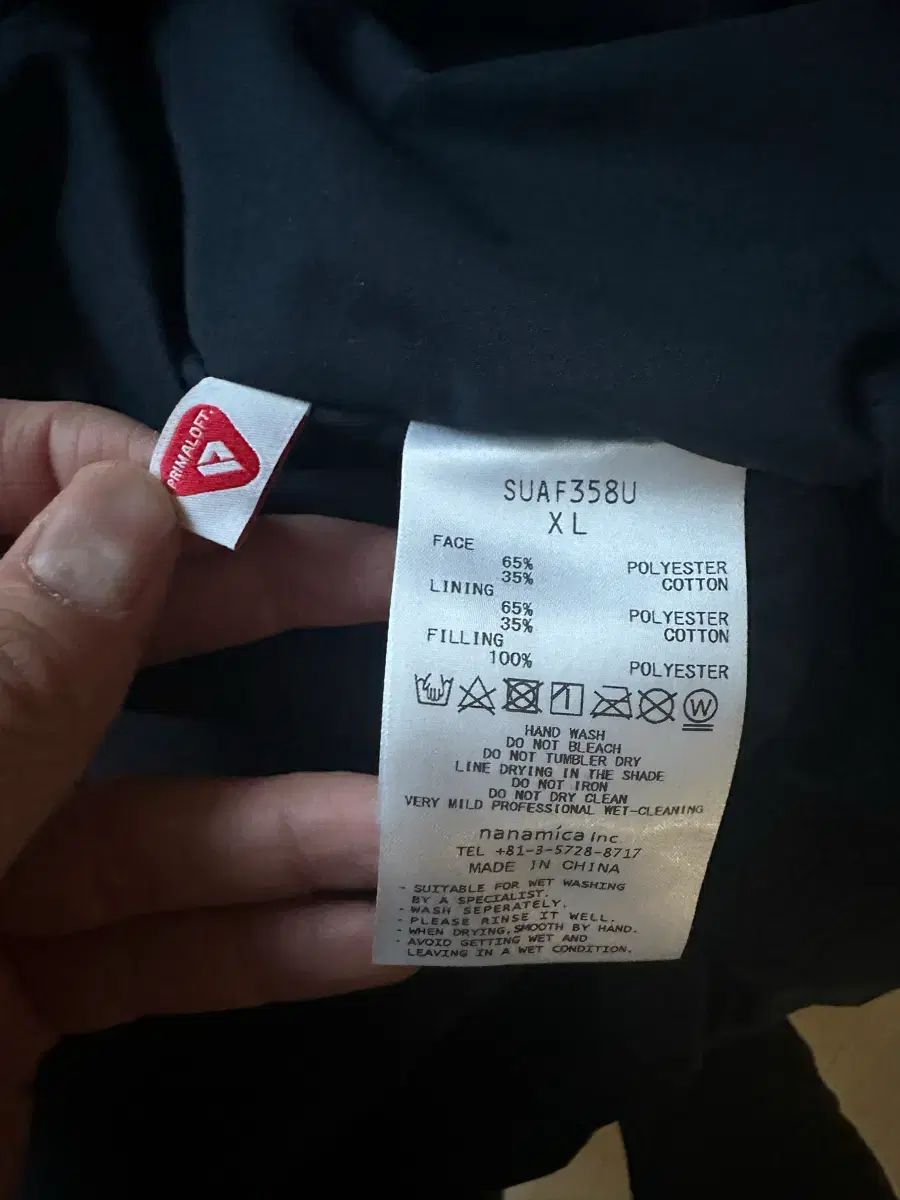 PRIMALOFT
SUAF358U
XL
FACE
65% POLYESTER
35% COTTON
LINING
65% POLYESTER
35% COTTON
FILLING
100% POLYESTER
W
HAND WASH
DO NOT BLEACH
DO NOT TUMBLER DRY
LINE DRYING IN THE SHADE
DO NOT IRON
DO NOT DRY CLEAN
VERY MILD PROFESSIONAL WET-CLEANING
nanamica inc.
TEL +81-3-5728-8717
MADE IN CHINA
- SUITABLE FOR WET WASHING
BY A SPECIALIST.
- WASH SEPERATELY.
- PLEASE RINSE IT WELL.
- WHEN DRYING,SMOOTH BY HAND.
- AVOID GETTING WET AND
LEAVING IN A WET CONDITION.